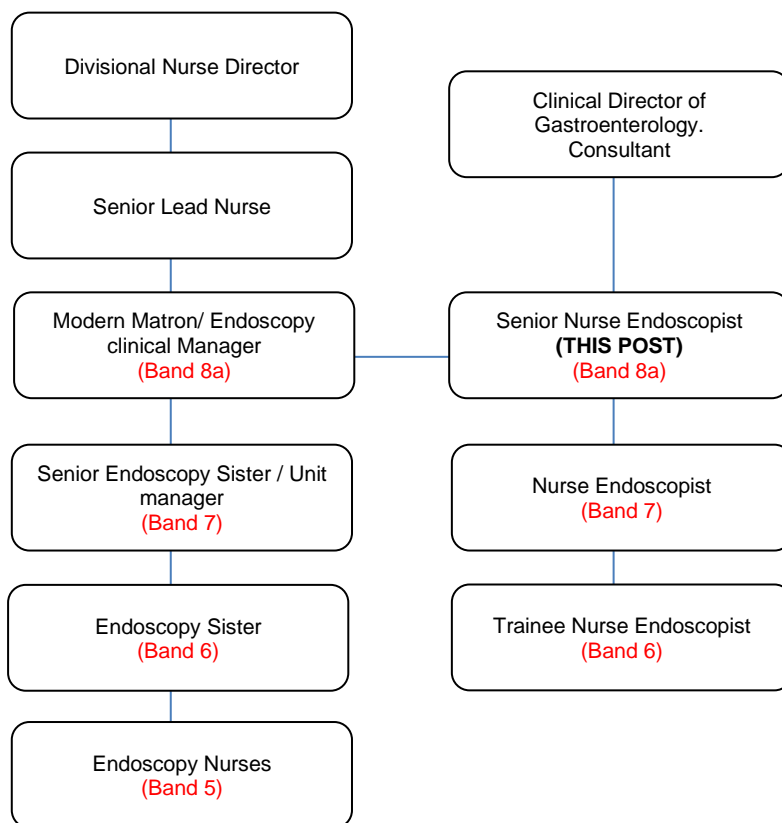 Divisional Nurse Director
Clinical Director of
Gastroenterology.
Consultant
Senior Lead Nurse
Modern Matron/ Endoscopy
clinical Manager
(Band 8a)
Senior Nurse Endoscopist
(THIS POST)
(Band 8a)
Senior Endoscopy Sister / Unit
manager
(Band 7)
Nurse Endoscopist
(Band 7)
Endoscopy Sister
(Band 6)
Trainee Nurse Endoscopist
(Band 6)
Endoscopy Nurses
(Band 5)